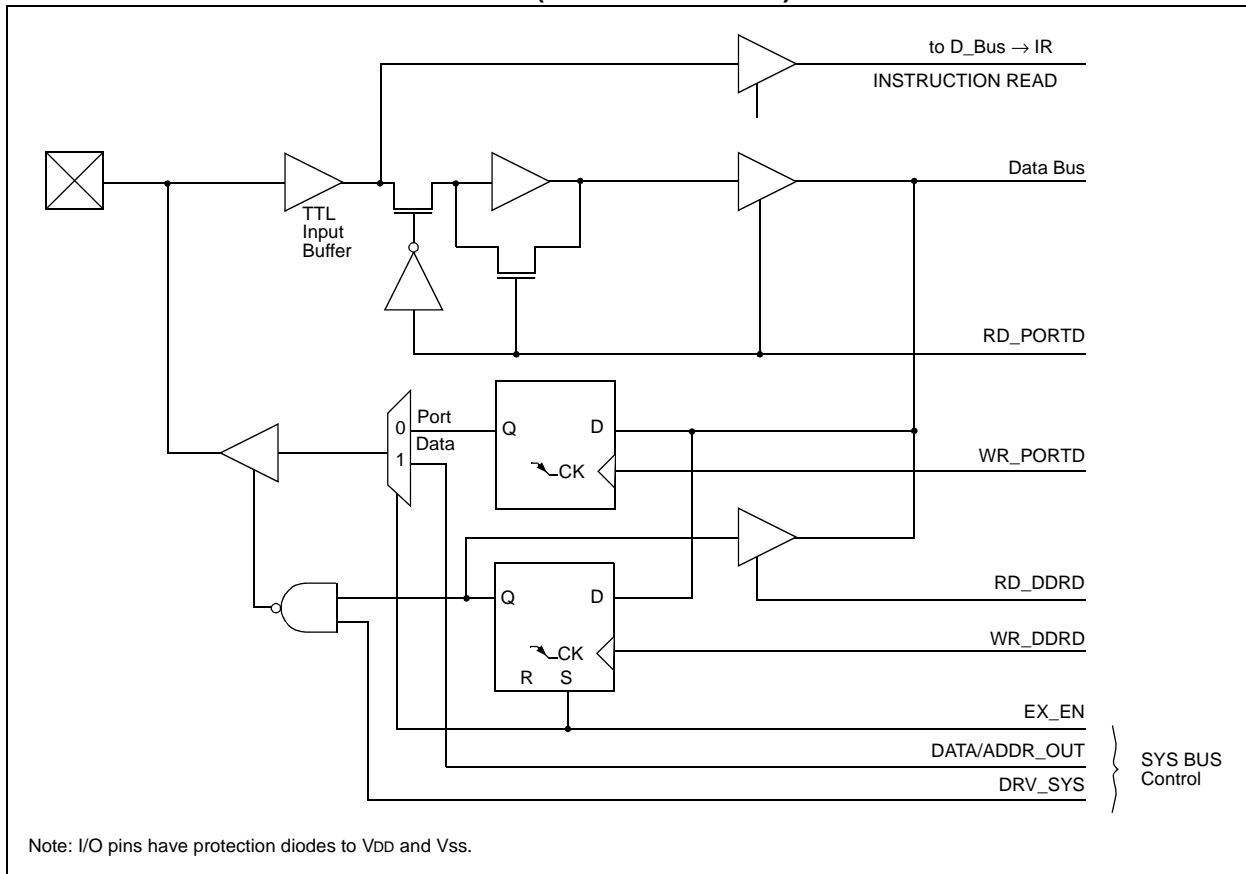 to D_Bus → IR
INSTRUCTION READ
Data Bus
TTL
Input
Buffer
RD_PORTD
Port
0
Data
1
Q
D
CK
WR_PORTD
RD_DDRD
Q
D
WR_DDRD
CK
R
S
EX_EN
DATA/ADDR_OUT
DRV_SYS
SYS BUS
Control
Note: I/O pins have protection diodes to VDD and Vss.